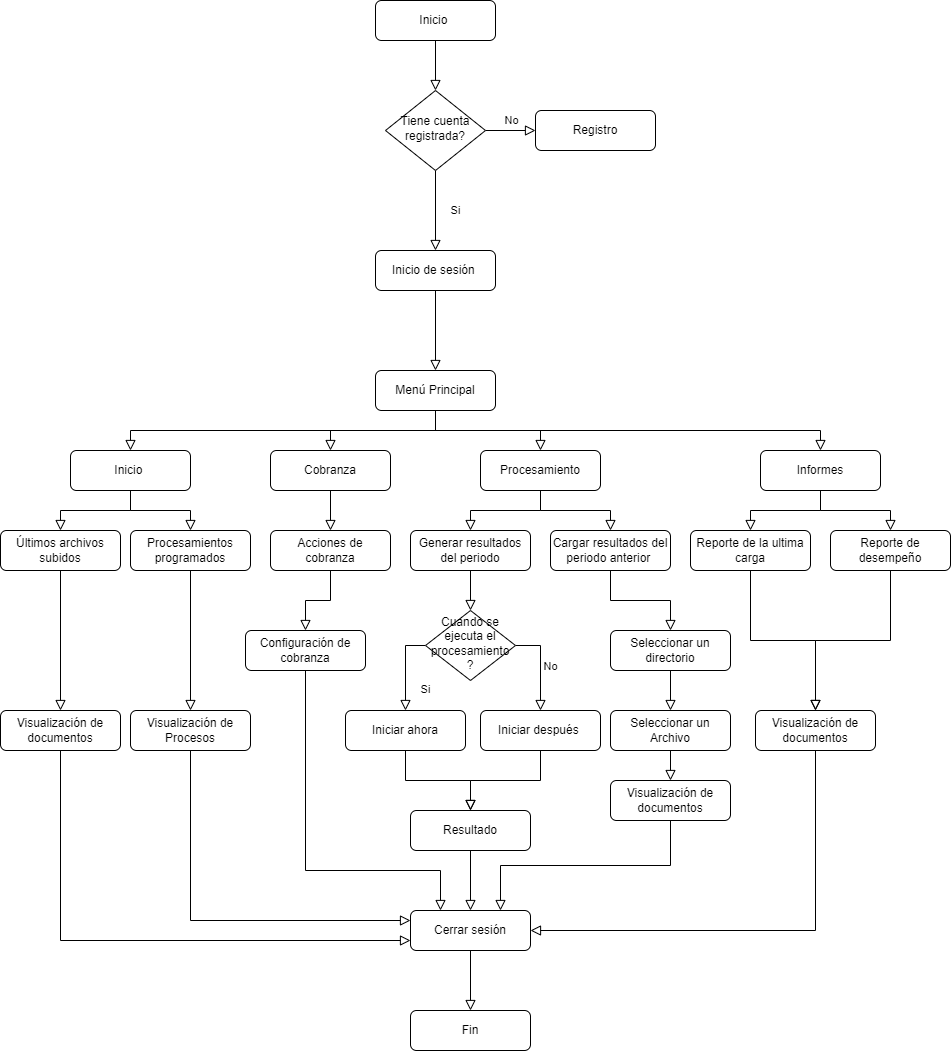 Inicio
Tiene cuenta
registrada?
No
Registro
Si
Inicio de sesión
Menú Principal
Inicio
Cobranza
Procesamiento
Informes
Últimos archivos
subidos
Procesamientos
programados
Acciones de
cobranza
Generar resultados
del periodo
Cargar resultados del
periodo anterior
Reporte de la ultima
carga
Reporte de
desempeño
Configuración de
cobranza
Cuando se
ejecuta el
procesamiento
?
Seleccionar un
directorio
Si
No
Visualización de
documentos
Visualización de
Procesos
Iniciar ahora
Iniciar después
Seleccionar un
Archivo
Visualización de
documentos
Visualización de
documentos
Resultado
Cerrar sesión
Fin